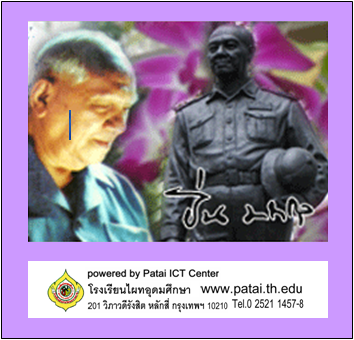 powered by Patai ICT Center
โรงเรียนไผทอุดมศึกษา www.patai.th.edu
201 วิภาวดีรังสิต หลักสี่ กรุงเทพฯ 10210 Tel.0 2521 1457-8